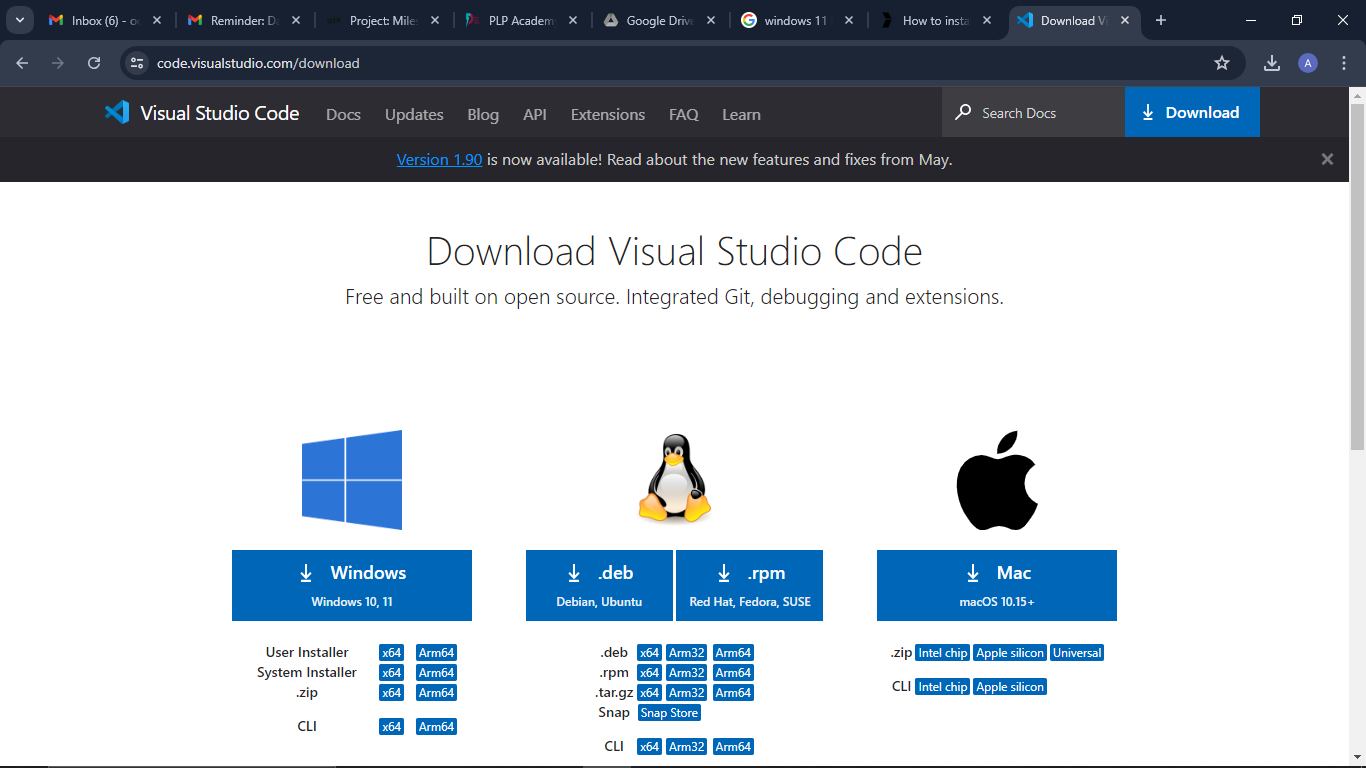 Inbox (6) - oc
Reminder: Da
Project: Miles
PLP Academ
Google Drive
windows 11
How to insta
Download Vi
code.visualstudio.com/download
A
Visual Studio Code Docs Updates Blog API Extensions FAQ Learn Search Docs Download
Version 1.90 is now available! Read about the new features and fixes from May.
Download Visual Studio Code
Free and built on open source. Integrated Git, debugging and extensions.
Windows
Windows 10, 11
User Installer x64 Arm64
System Installer x64 Arm64
.zip x64 Arm64
CLI x64 Arm64
.deb
Debian, Ubuntu
.rpm
Red Hat, Fedora, SUSE
.deb x64 Arm32 Arm64
.rpm x64 Arm32 Arm64
.tar.gz x64 Arm32 Arm64
Snap Snap Store
CLI x64 Arm32 Arm64
Mac
macOS 10.15+
.zip Intel chip Apple silicon Universal
CLI Intel chip Apple silicon